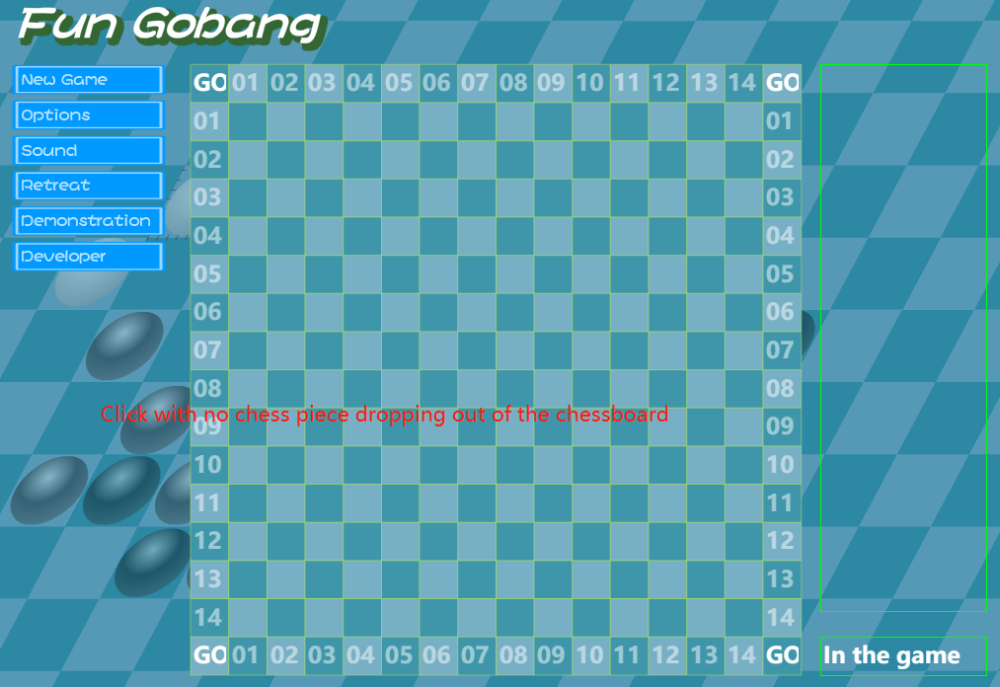 Fun Gobang
New Game
Options
Sound
Retreat
Demonstration
Developer
GO 01 02 03 04 05 06 07 08 09 10 11 12 13 14 GO
01 01
02 02
03 03
04 04
05 05
06 06
07 07
08 08
Click with no chess piece dropping out of the chessboard
09 09
10 10
11 11
12 12
13 13
14 14
GO 01 02 03 04 05 06 07 08 09 10 11 12 13 14 GO
In the game